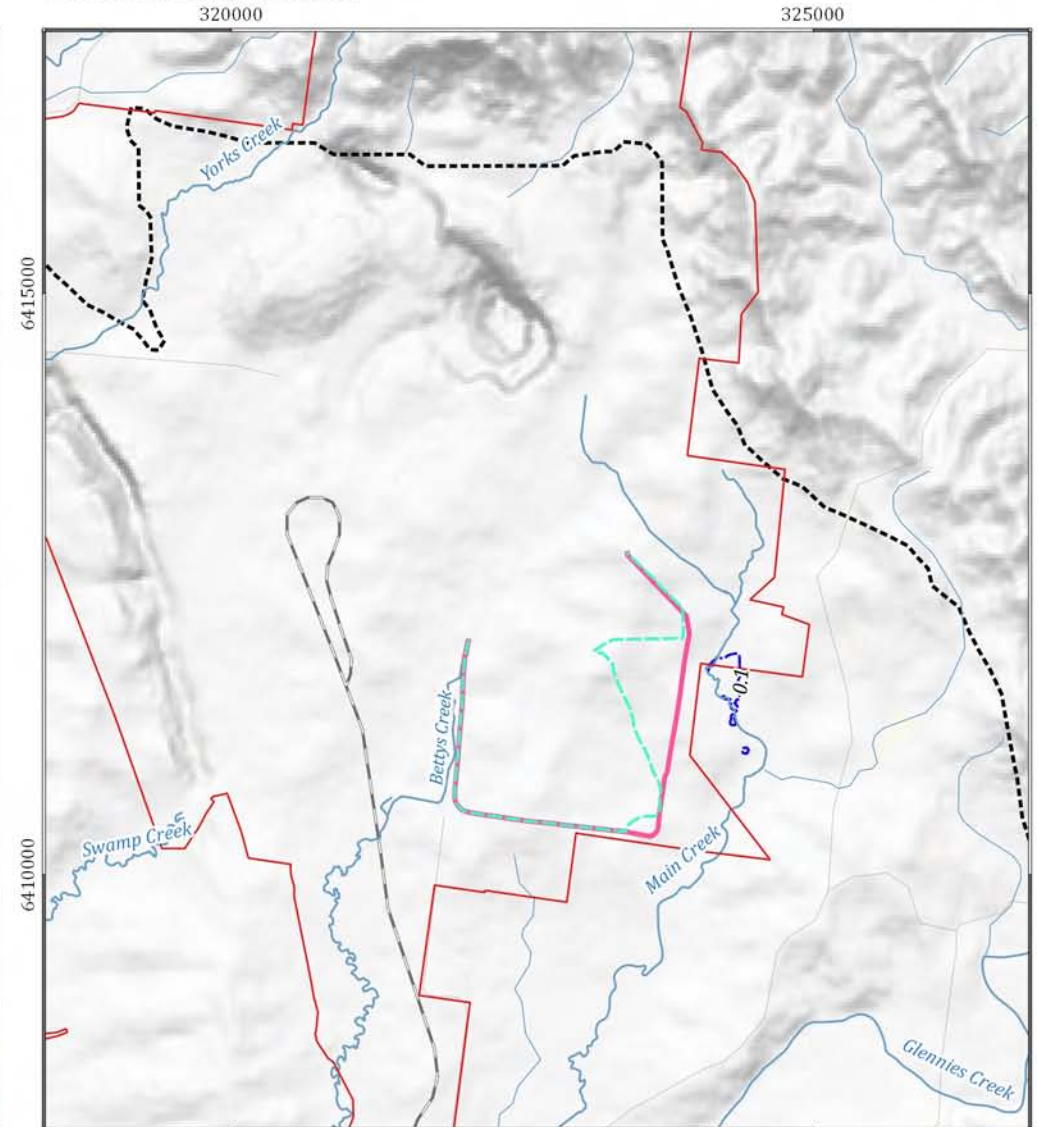 320000
325000
Yorks Creek
6415000
Bettys Creek
0.1
Swamp Creek
Main Creek
6410000
Glennies Creek